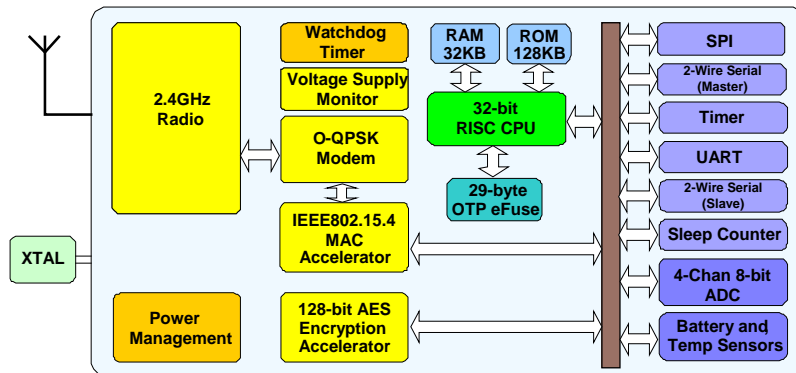 2.4GHz
Radio
XTAL
Power
Management
Watchdog
Timer
Voltage Supply
Monitor
O-QPSK
Modem
IEEE802.15.4
MAC
Accelerator
128-bit AES
Encryption
Accelerator
RAM
32KB
ROM
128KB
32-bit
RISC CPU
29-byte
OTP eFuse
SPI
2-Wire Serial
(Master)
Timer
UART
2-Wire Serial
(Slave)
Sleep Counter
4-Chan 8-bit
ADC
Battery and
Temp Sensors